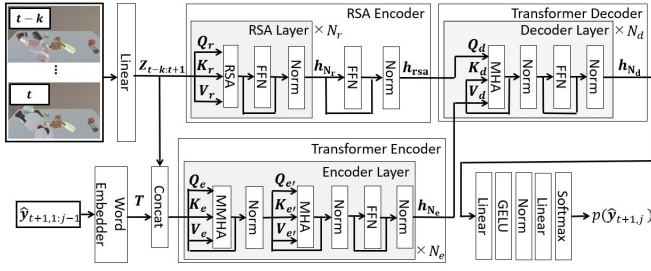 t − k
⋮
t
Linear
Z_{t−k:t+1}
RSA Encoder
RSA Layer × N_r
Q_r
K_r
V_r
RSA
FFN
Norm
h_{N_r}
FFN
Norm
h_{rsa}
Transformer Decoder
Decoder Layer × N_d
Q_d
K_d
V_d
MHA
Norm
FFN
Norm
h_{N_d}
ŷ_{t+1,1:j−1}
Word
Embedder
T
Concat
Transformer Encoder
Encoder Layer
Q_e
K_e
V_e
MMHA
Norm
Q_{e′}
K_{e′}
V_{e′}
MHA
Norm
FFN
Norm
h_{N_e}
× N_e
Linear
GELU
Norm
Linear
Softmax
p(ŷ_{t+1,j})